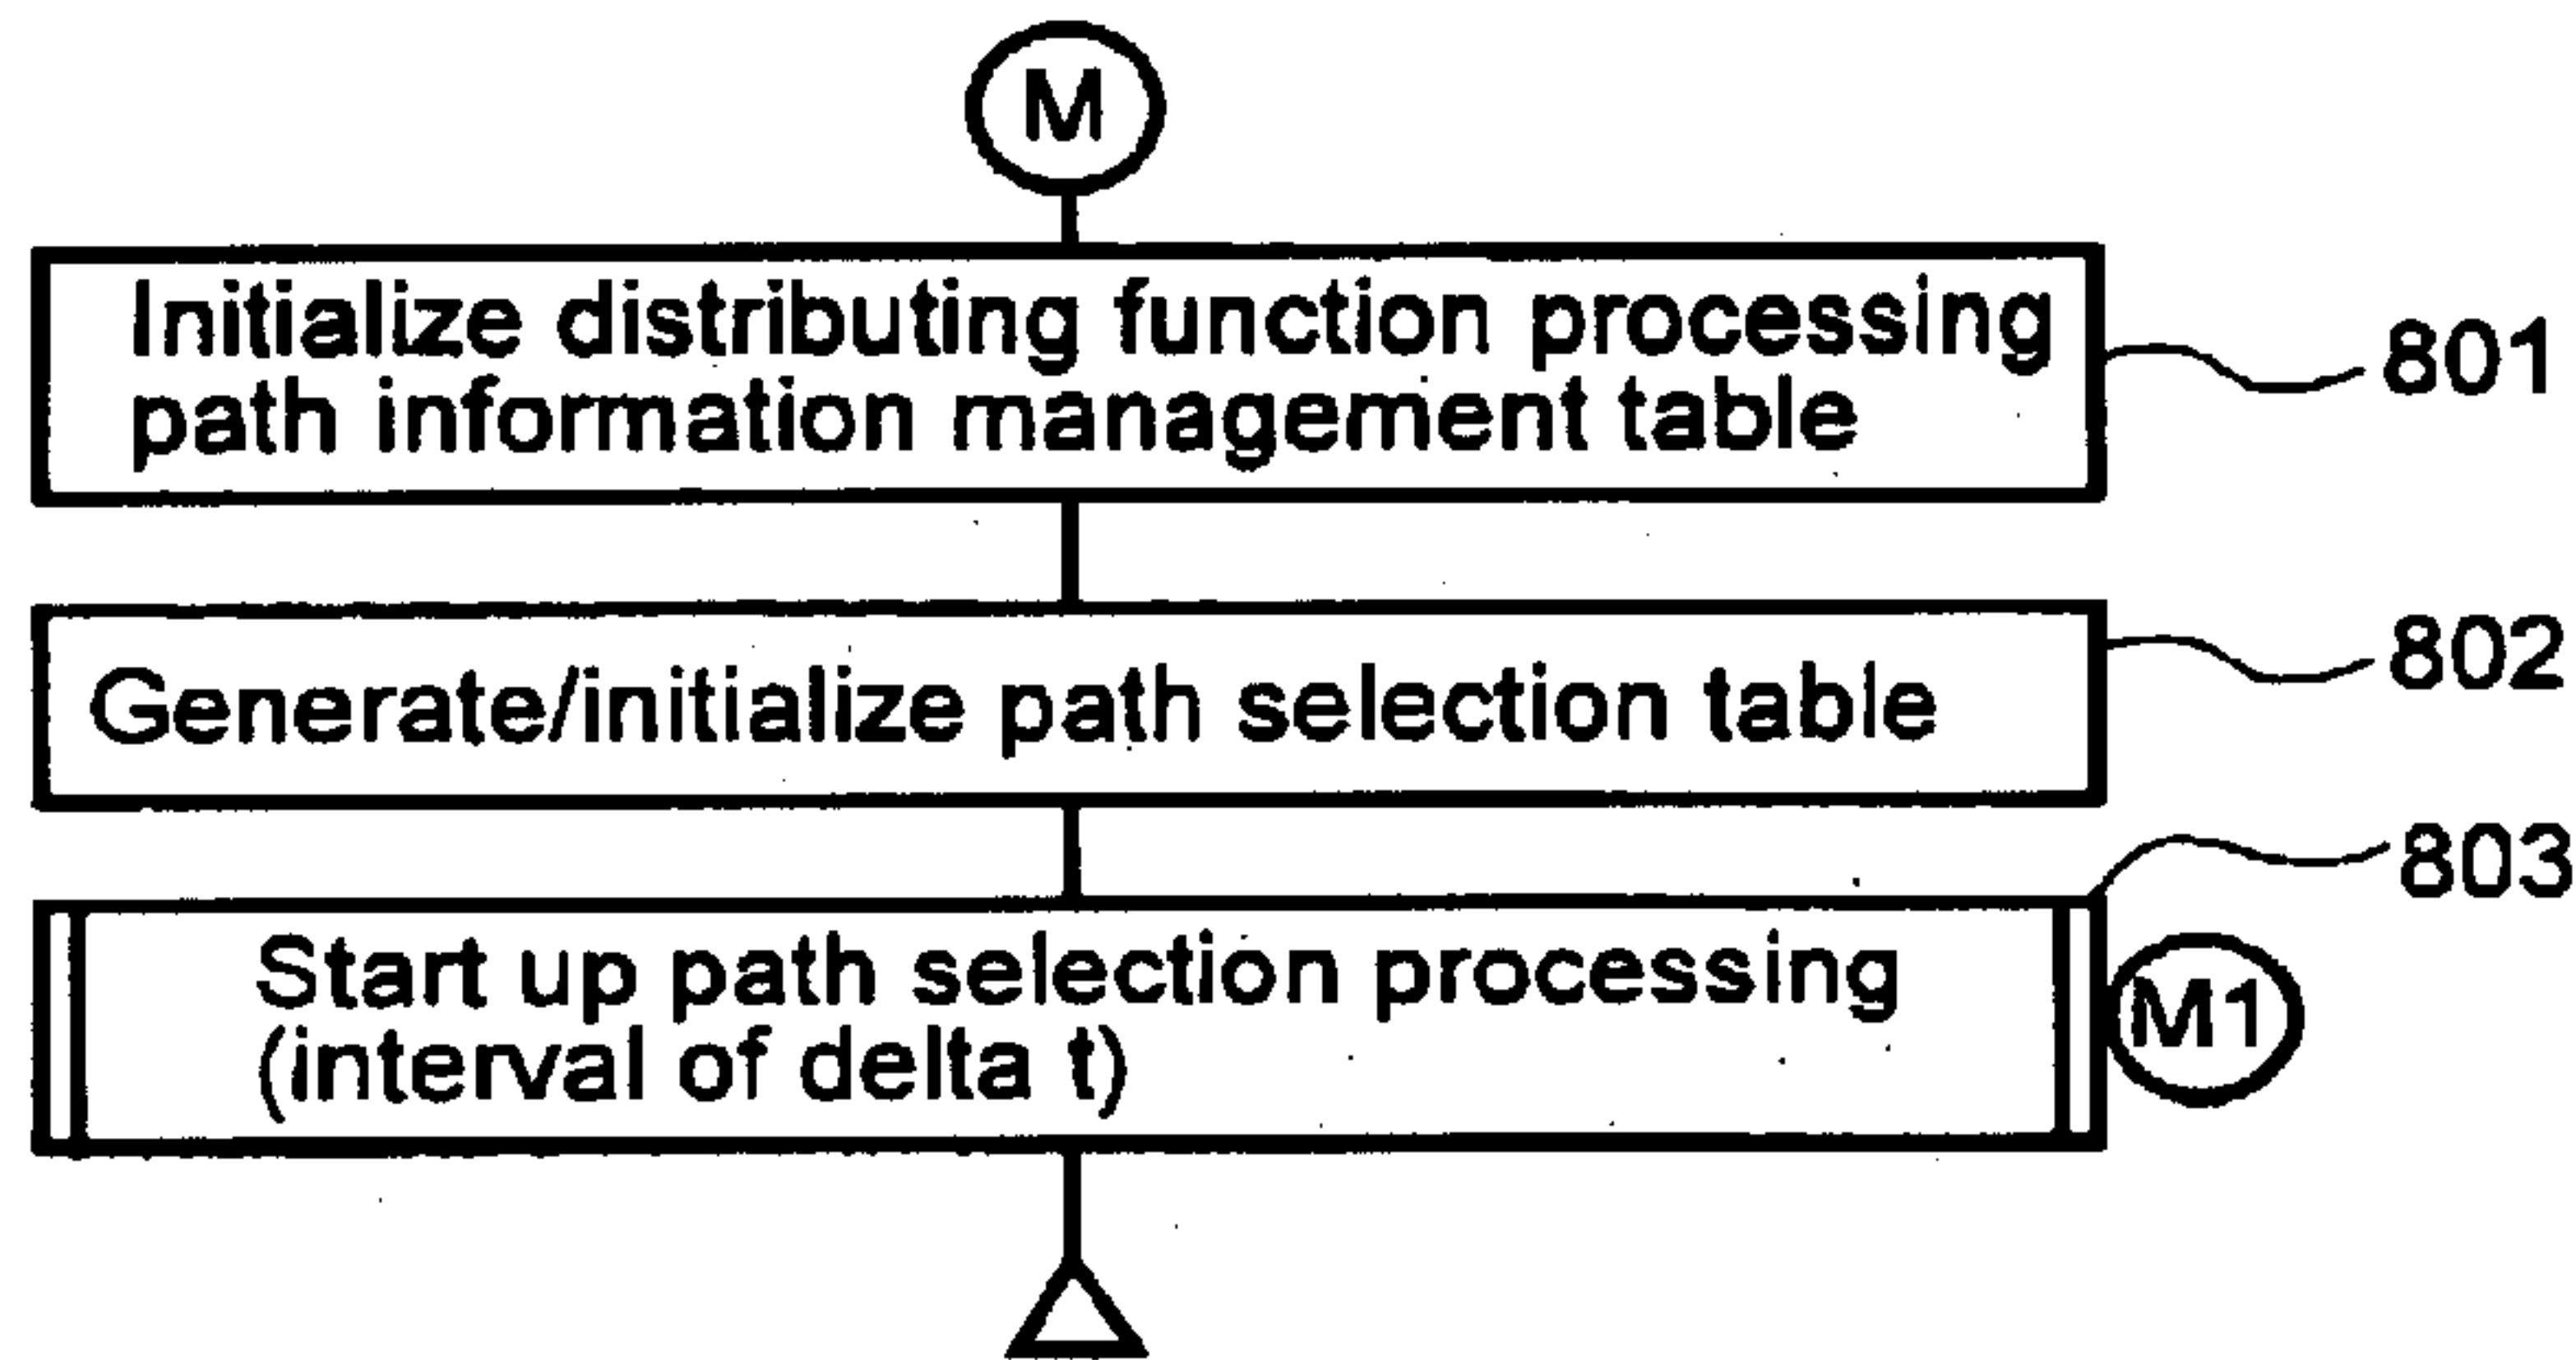 M
Initialize distributing function processing
path information management table
801
Generate/initialize path selection table
802
803
Start up path selection processing
(interval of delta t)
M1